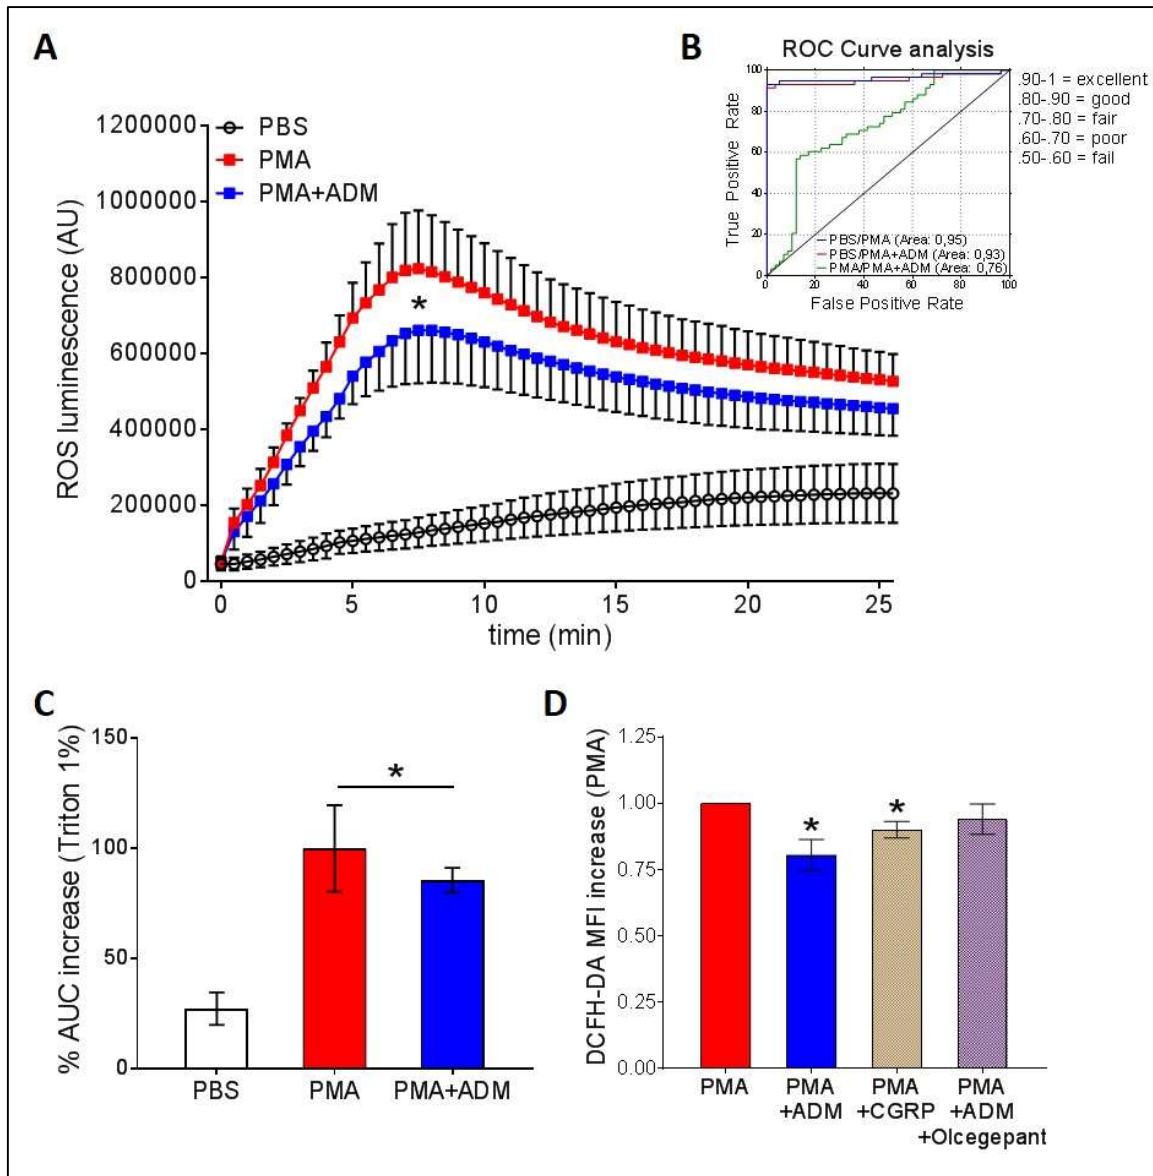 A
B
ROC Curve analysis
PBS
PMA
PMA+ADM
ROS luminescence (AU)
1200000
1000000
800000
600000
400000
200000
0
*
0
5
10
15
20
25
time (min)
True Positive Rate
100
80
60
40
20
0
0
20
40
60
80
100
False Positive Rate
PBS/PMA (Area: 0,95)
PBS/PMA+ADM (Area: 0,93)
PMA/PMA+ADM (Area: 0,76)
.90-1 = excellent
.80-.90 = good
.70-.80 = fair
.60-.70 = poor
.50-.60 = fail
C
% AUC increase (Triton 1%)
150
100
50
0
*
PBS
PMA
PMA+ADM
D
DCFH-DA MFI increase (PMA)
1.25
1.00
0.75
0.50
0.25
0.00
*
*
PMA
PMA
+ADM
PMA
+CGRP
PMA
+ADM
+Olcegepant